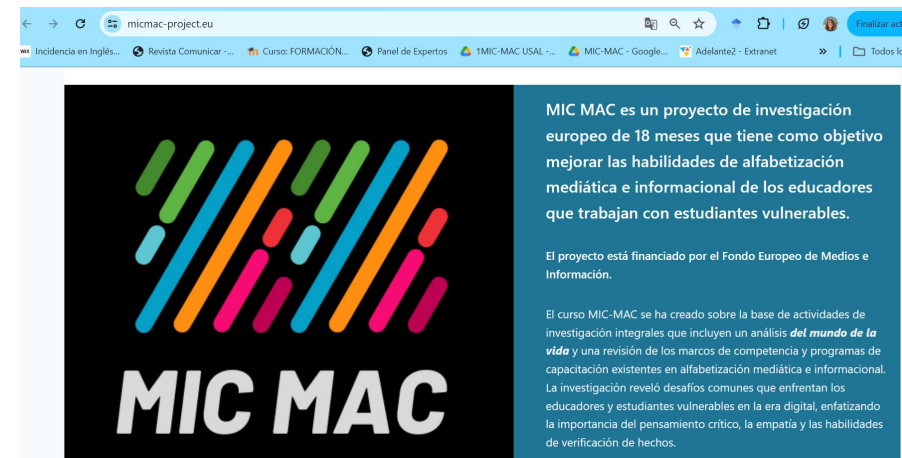 micmac-project.eu
Finalizar act
Incidencia en Inglés... Revista Comunicar -... Curso: FORMACIÓN... Panel de Expertos 1MIC-MAC USAL -... MIC-MAC - Google... Adelante2 - Extranet » Todos lo
MIC MAC
MIC MAC es un proyecto de investigación
europeo de 18 meses que tiene como objetivo
mejorar las habilidades de alfabetización
mediática e informacional de los educadores
que trabajan con estudiantes vulnerables.
El proyecto está financiado por el Fondo Europeo de Medios e
Información.
El curso MIC-MAC se ha creado sobre la base de actividades de
investigación integrales que incluyen un análisis del mundo de la
vida y una revisión de los marcos de competencia y programas de
capacitación existentes en alfabetización mediática e informacional.
La investigación reveló desafíos comunes que enfrentan los
educadores y estudiantes vulnerables en la era digital, enfatizando
la importancia del pensamiento crítico, la empatía y las habilidades
de verificación de hechos.